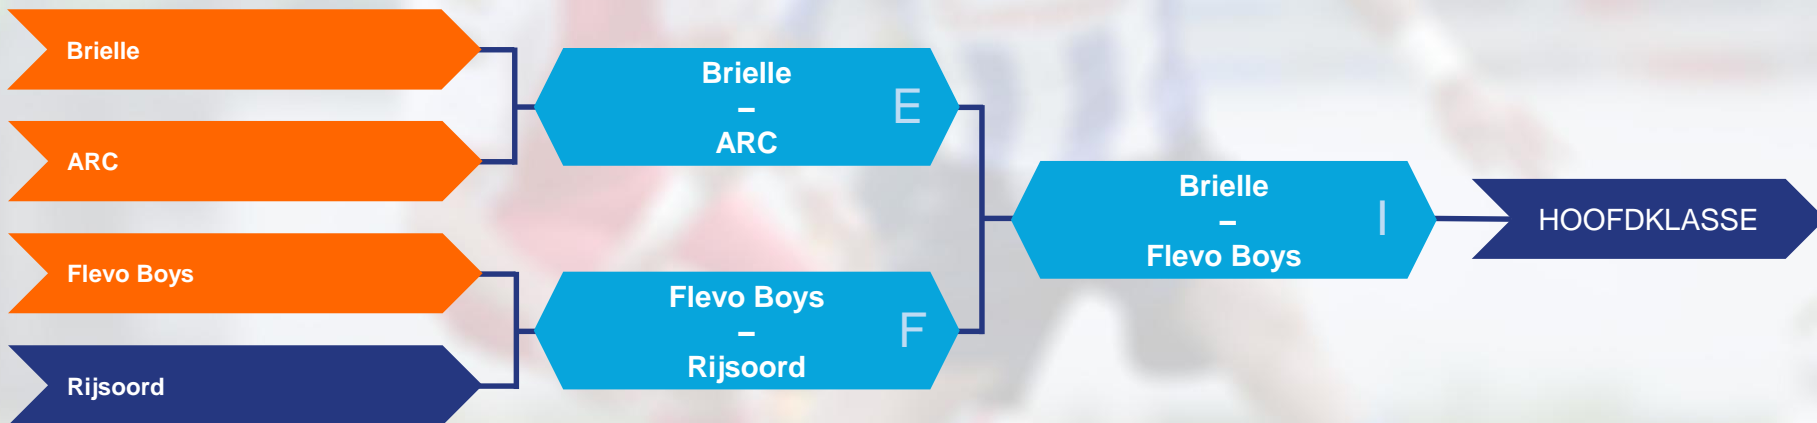 Brielle
ARC
Flevo Boys
Rijsoord
Brielle
–
ARC
E
Flevo Boys
–
Rijsoord
F
Brielle
–
Flevo Boys
I
HOOFDKLASSE